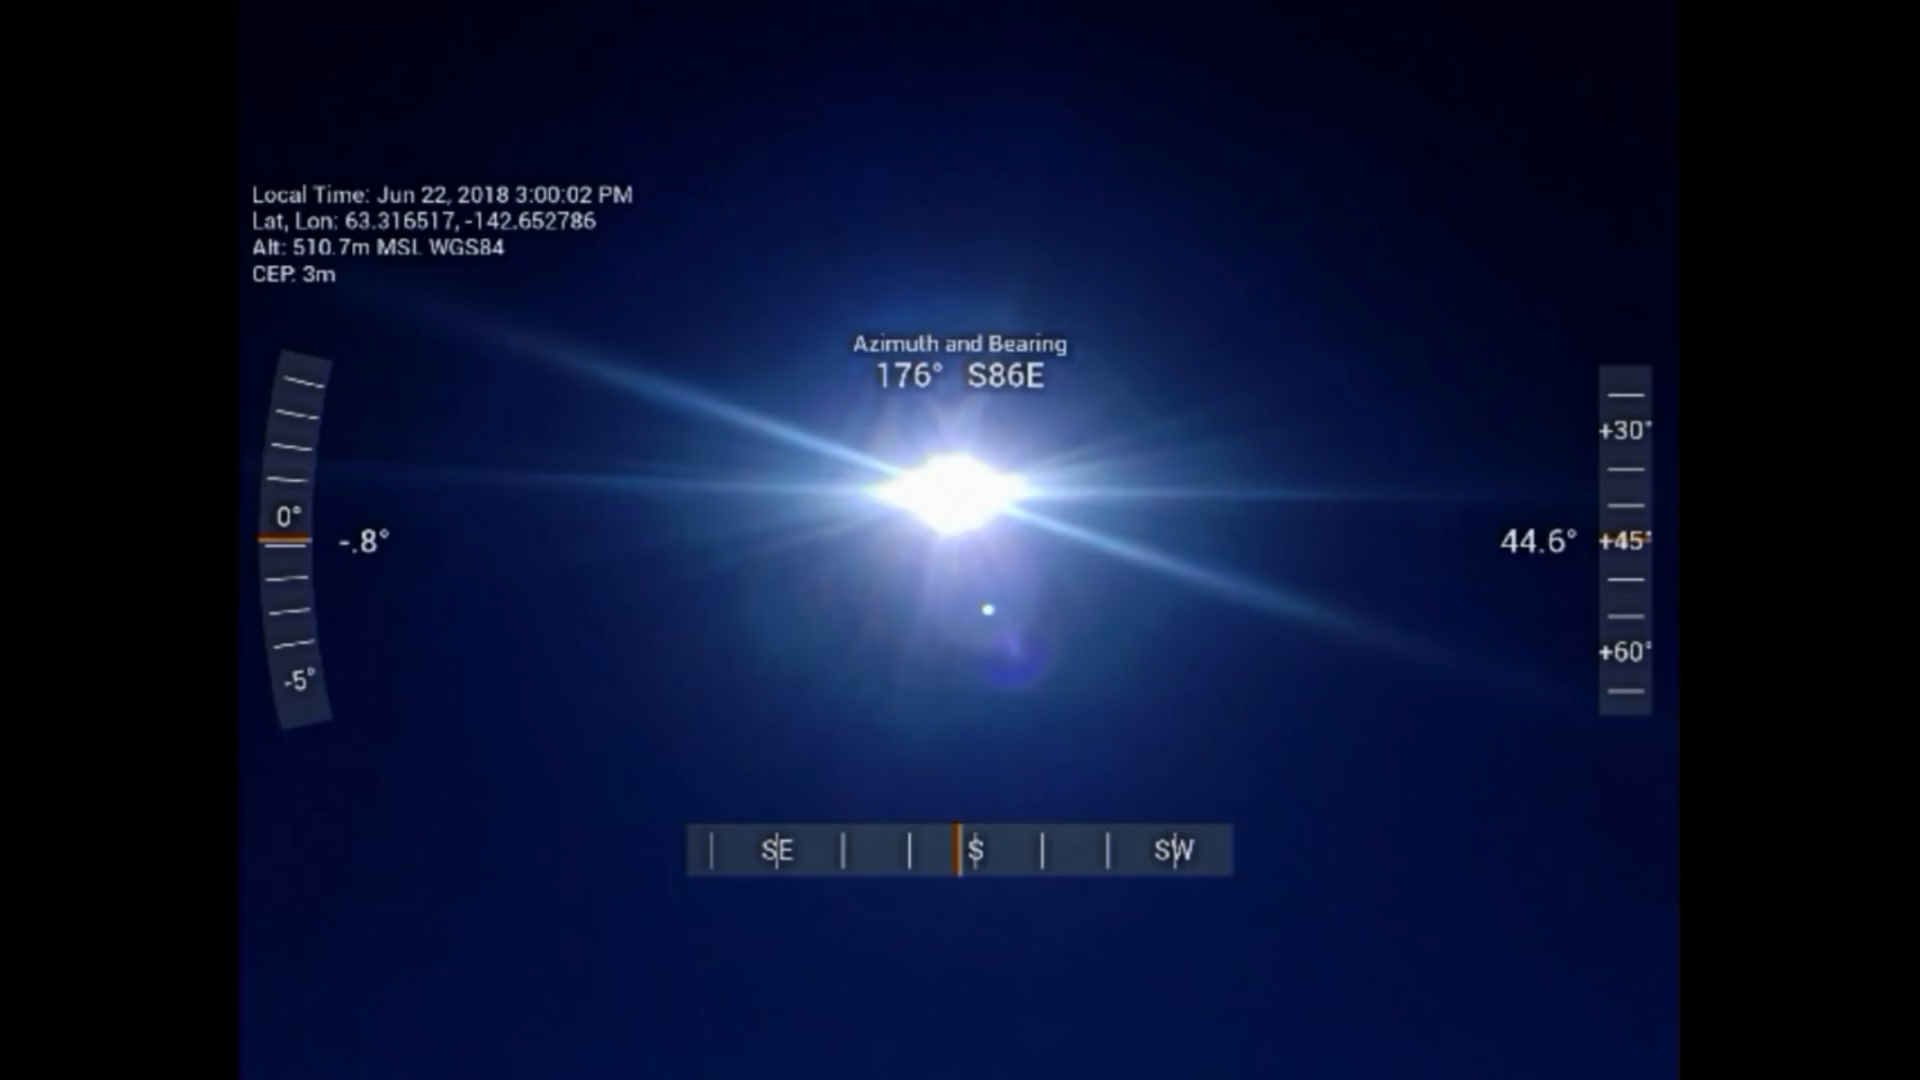 Local Time: Jun 22, 2018 3:00:02 PM
Lat, Lon: 63.316517, -142.652786
Alt: 510.7m MSL WGS84
CEP: 3m
Azimuth and Bearing
176° S86E
+30°
0°
-.8°
44.6° +45°
+60°
-5°
SE S SW